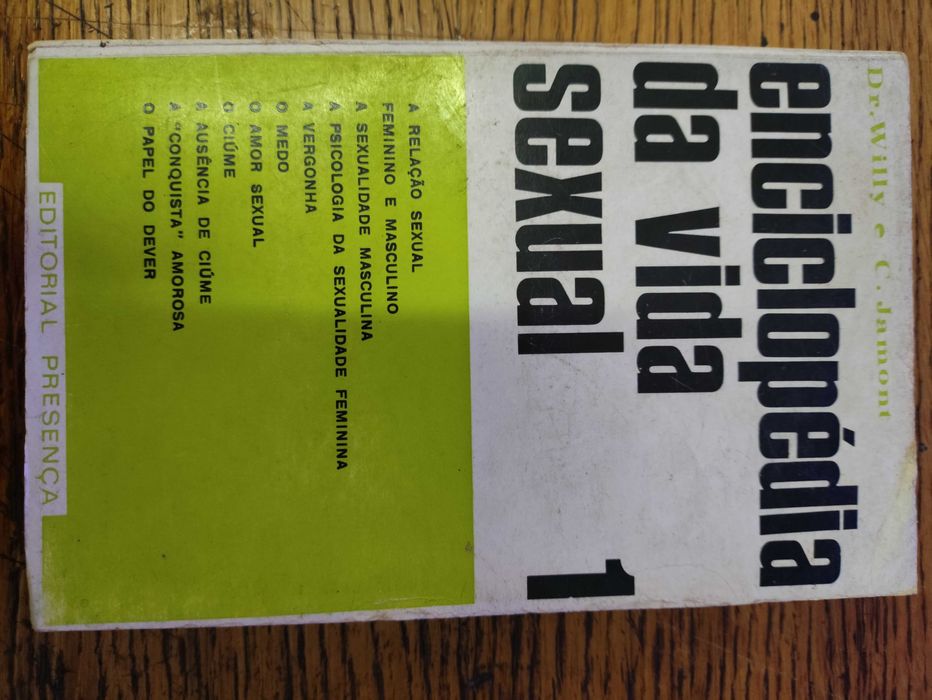 Dr. Willy e C. Jamont
enciclopédia
da vida
sexual 1
A RELAÇÃO SEXUAL
FEMININO E MASCULINO
A SEXUALIDADE MASCULINA
A PSICOLOGIA DA SEXUALIDADE FEMININA
A VERGONHA
O MEDO
O AMOR SEXUAL
O CIÚME
A AUSÊNCIA DE CIÚME
A "CONQUISTA" AMOROSA
O PAPEL DO DEVER
EDITORIAL PRESENÇA